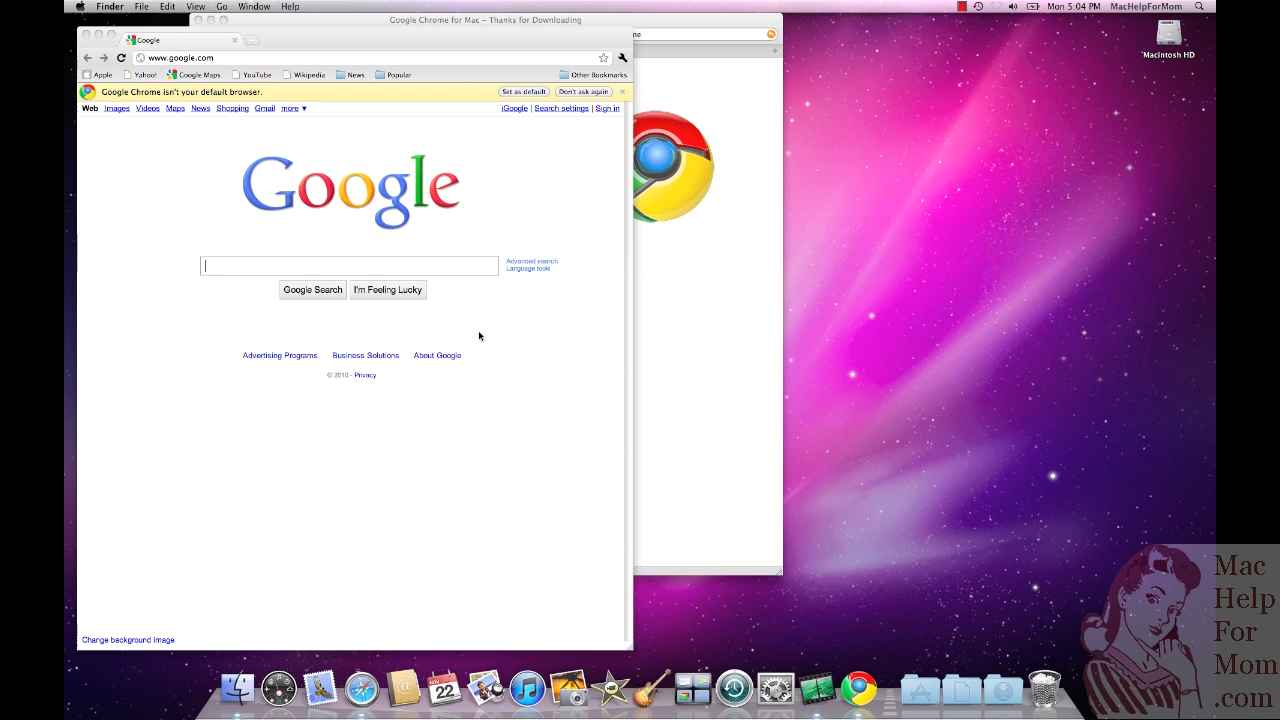 Finder File Edit View Go Window Help Mon 5:04 PM MacHelpForMom
Google Chrome for Mac – Thanks for Downloading
Google
www.google.com
Apple Yahoo! Google Maps YouTube Wikipedia News Popular Other Bookmarks
Google Chrome isn't your default browser. Set as default Don't ask again
Web Images Videos Maps News Shopping Gmail more ▼ iGoogle | Search settings | Sign in
Google
Advanced search
Language tools
Google Search I'm Feeling Lucky
Advertising Programs Business Solutions About Google
© 2010 - Privacy
Change background image
Macintosh HD
NOV
22
Mac
Help
For
Mom
.com